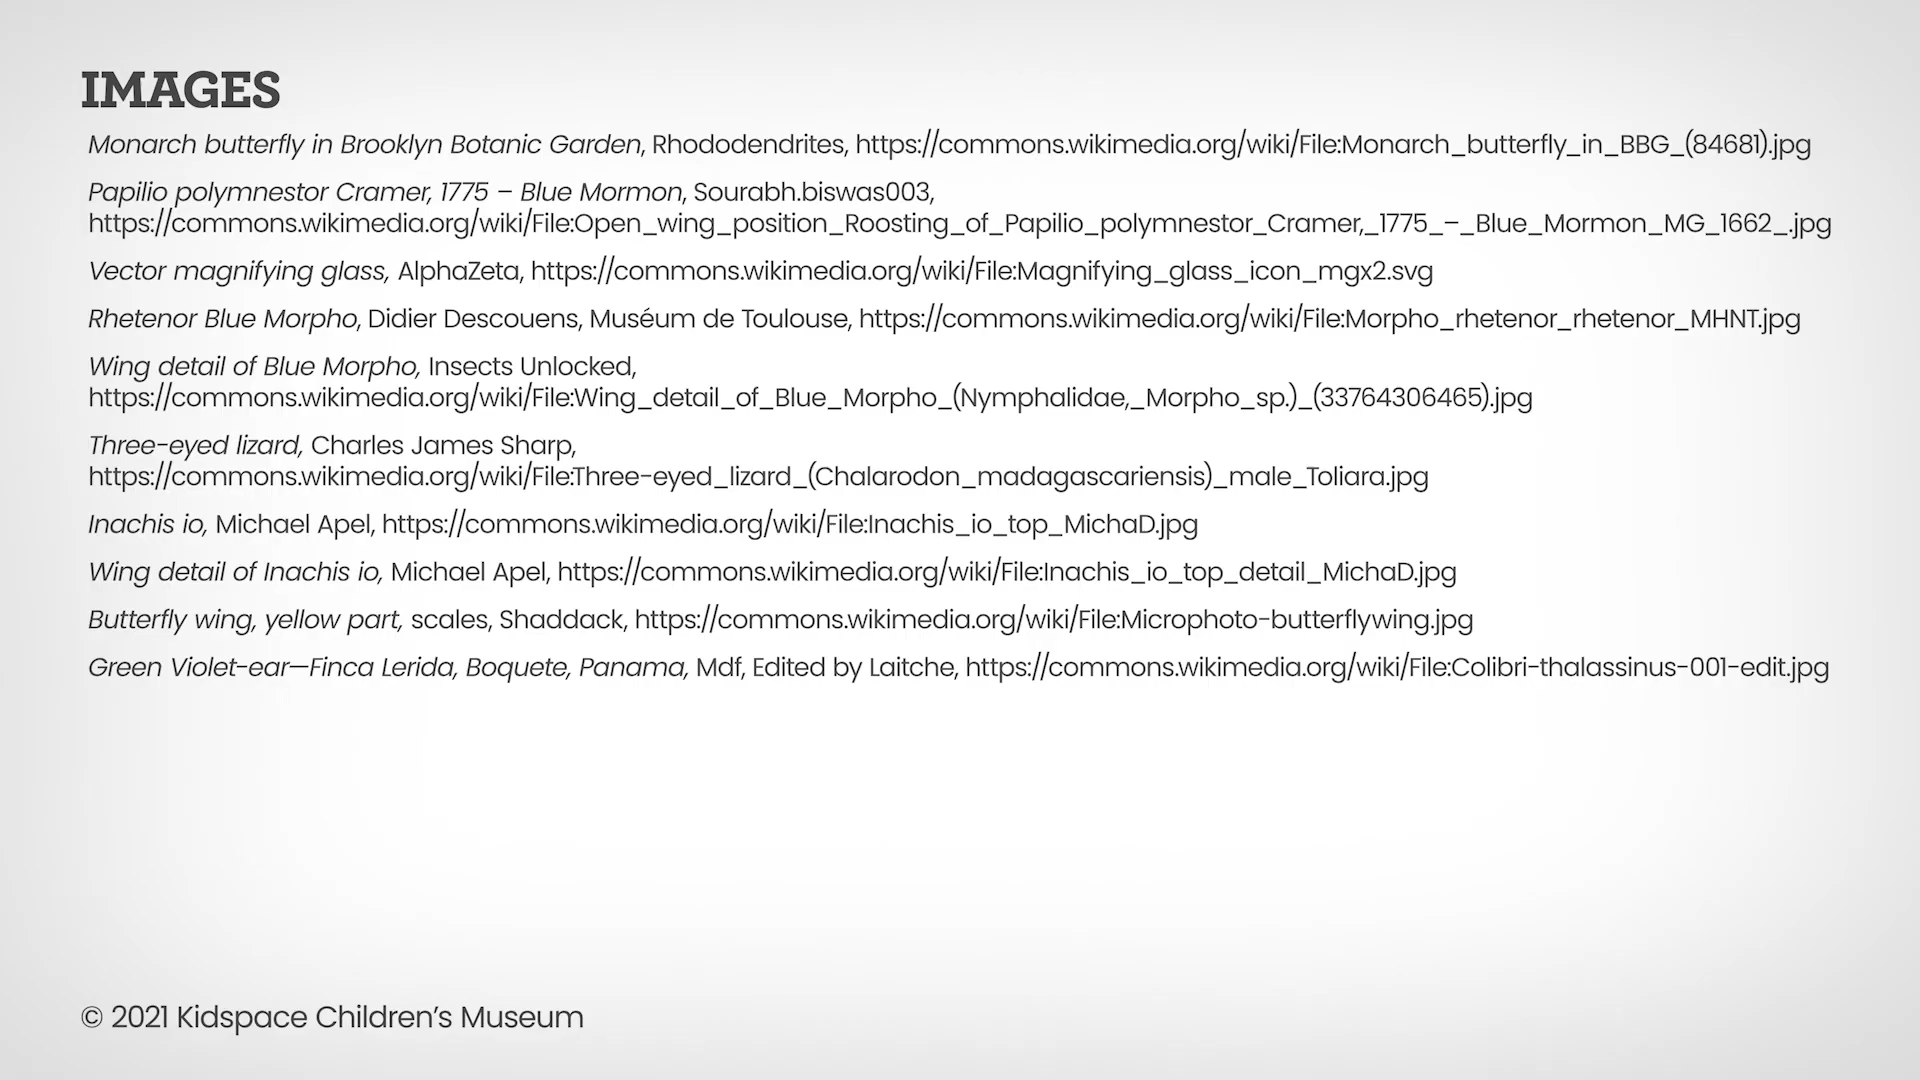 IMAGES
Monarch butterfly in Brooklyn Botanic Garden, Rhododendrites, https://commons.wikimedia.org/wiki/File:Monarch_butterfly_in_BBG_(84681).jpg
Papilio polymnestor Cramer, 1775 – Blue Mormon, Sourabh.biswas003,
https://commons.wikimedia.org/wiki/File:Open_wing_position_Roosting_of_Papilio_polymnestor_Cramer,_1775_–_Blue_Mormon_MG_1662_.jpg
Vector magnifying glass, AlphaZeta, https://commons.wikimedia.org/wiki/File:Magnifying_glass_icon_mgx2.svg
Rhetenor Blue Morpho, Didier Descouens, Muséum de Toulouse, https://commons.wikimedia.org/wiki/File:Morpho_rhetenor_rhetenor_MHNT.jpg
Wing detail of Blue Morpho, Insects Unlocked,
https://commons.wikimedia.org/wiki/File:Wing_detail_of_Blue_Morpho_(Nymphalidae,_Morpho_sp.)_(33764306465).jpg
Three-eyed lizard, Charles James Sharp,
https://commons.wikimedia.org/wiki/File:Three-eyed_lizard_(Chalarodon_madagascariensis)_male_Toliara.jpg
Inachis io, Michael Apel, https://commons.wikimedia.org/wiki/File:Inachis_io_top_MichaD.jpg
Wing detail of Inachis io, Michael Apel, https://commons.wikimedia.org/wiki/File:Inachis_io_top_detail_MichaD.jpg
Butterfly wing, yellow part, scales, Shaddack, https://commons.wikimedia.org/wiki/File:Microphoto-butterflywing.jpg
Green Violet-ear—Finca Lerida, Boquete, Panama, Mdf, Edited by Laitche, https://commons.wikimedia.org/wiki/File:Colibri-thalassinus-001-edit.jpg
© 2021 Kidspace Children’s Museum